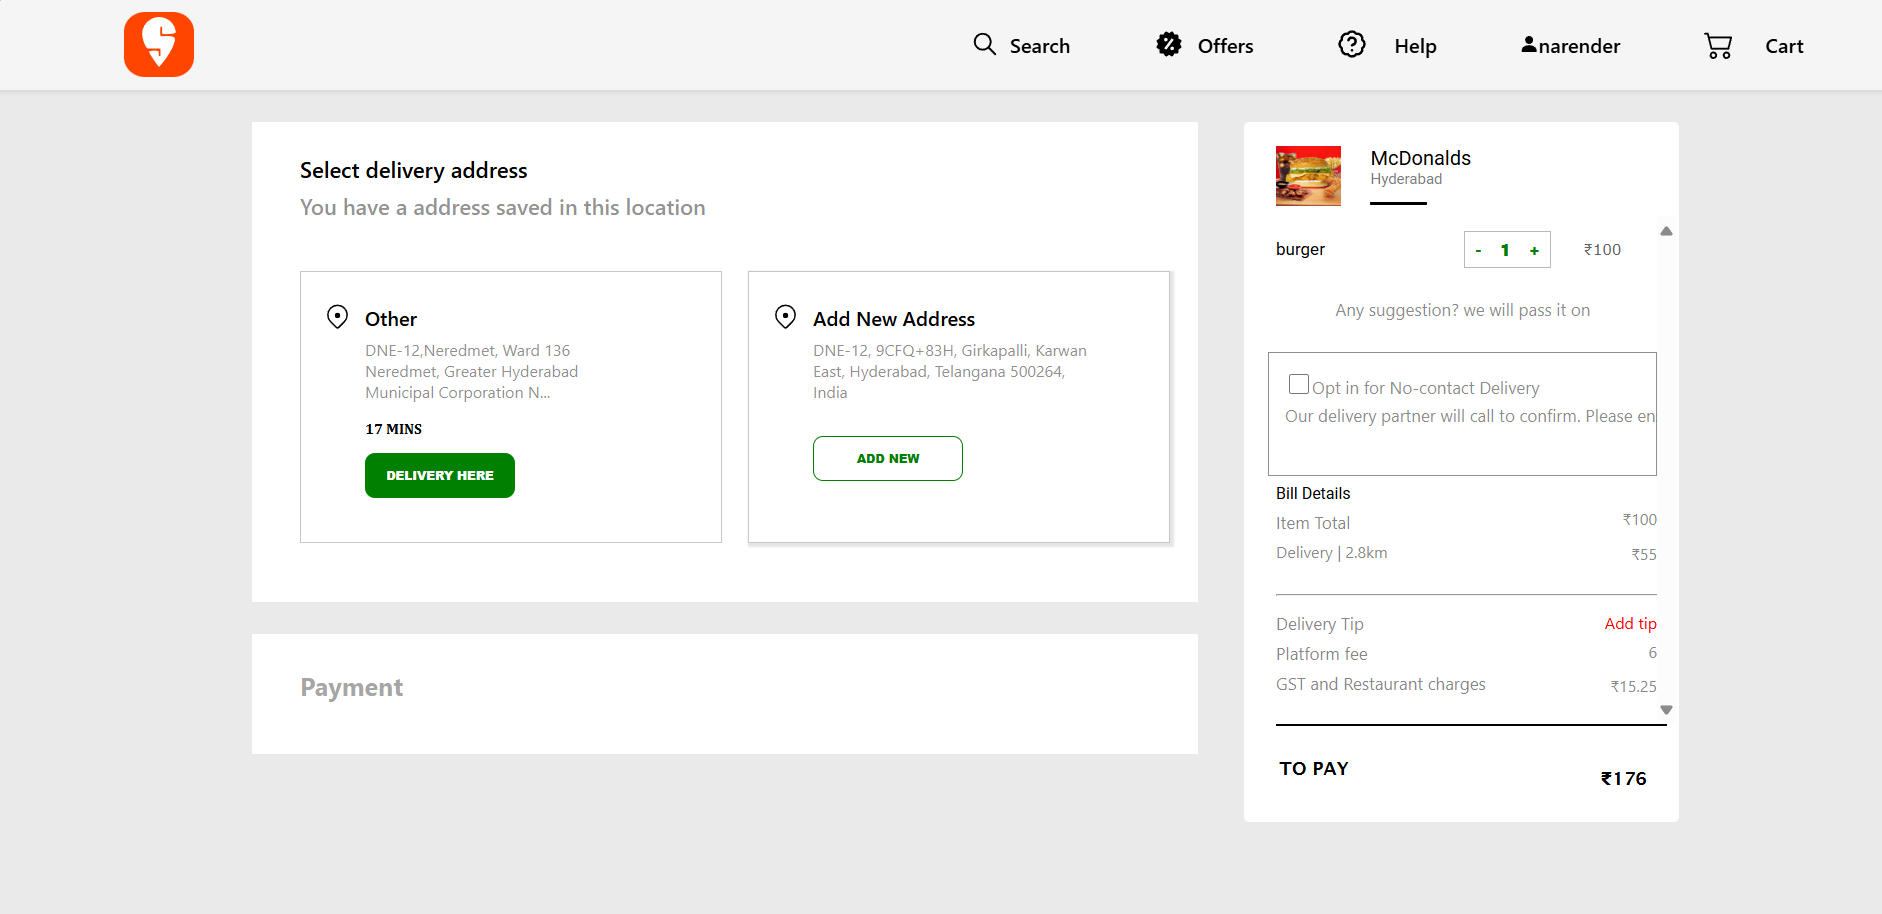 Search
Offers
Help
narender
Cart
Select delivery address
You have a address saved in this location
Other
DNE-12,Neredmet, Ward 136
Neredmet, Greater Hyderabad
Municipal Corporation N...
17 MINS
DELIVERY HERE
Add New Address
DNE-12, 9CFQ+83H, Girkapalli, Karwan
East, Hyderabad, Telangana 500264,
India
ADD NEW
Payment
McDonalds
Hyderabad
burger
- 1 +
₹100
Any suggestion? we will pass it on
Opt in for No-contact Delivery
Our delivery partner will call to confirm. Please en
Bill Details
Item Total ₹100
Delivery | 2.8km ₹55
Delivery Tip Add tip
Platform fee 6
GST and Restaurant charges ₹15.25
TO PAY ₹176